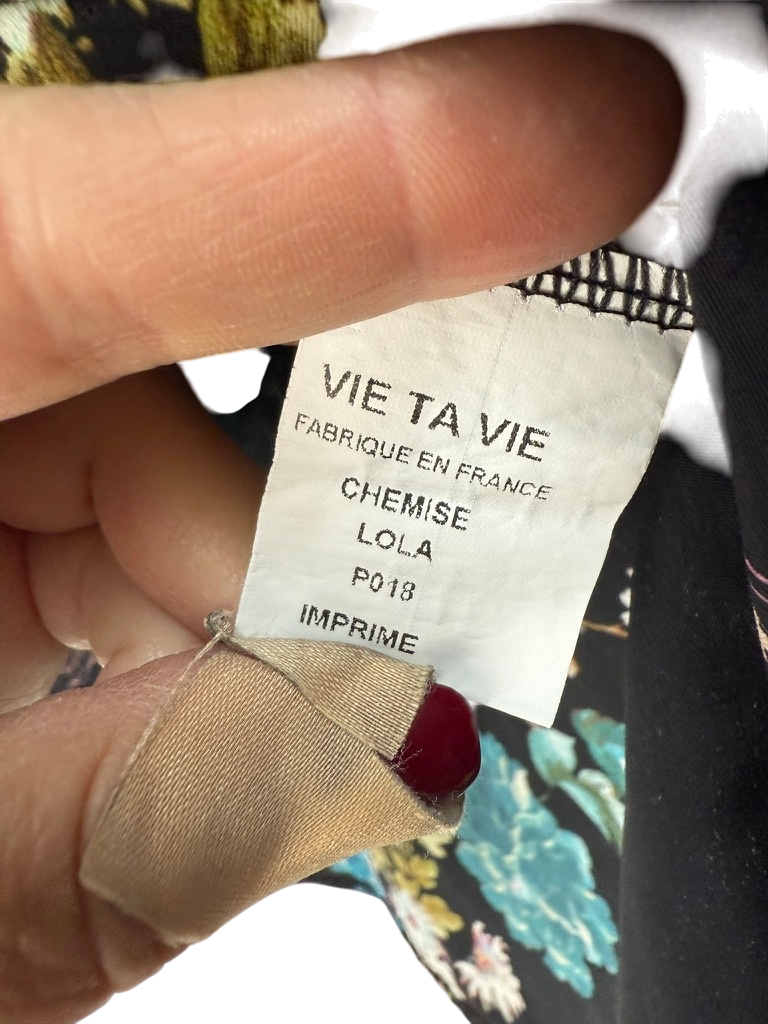 VIE TA VIE
FABRIQUE EN FRANCE
CHEMISE
LOLA
P018
IMPRIME